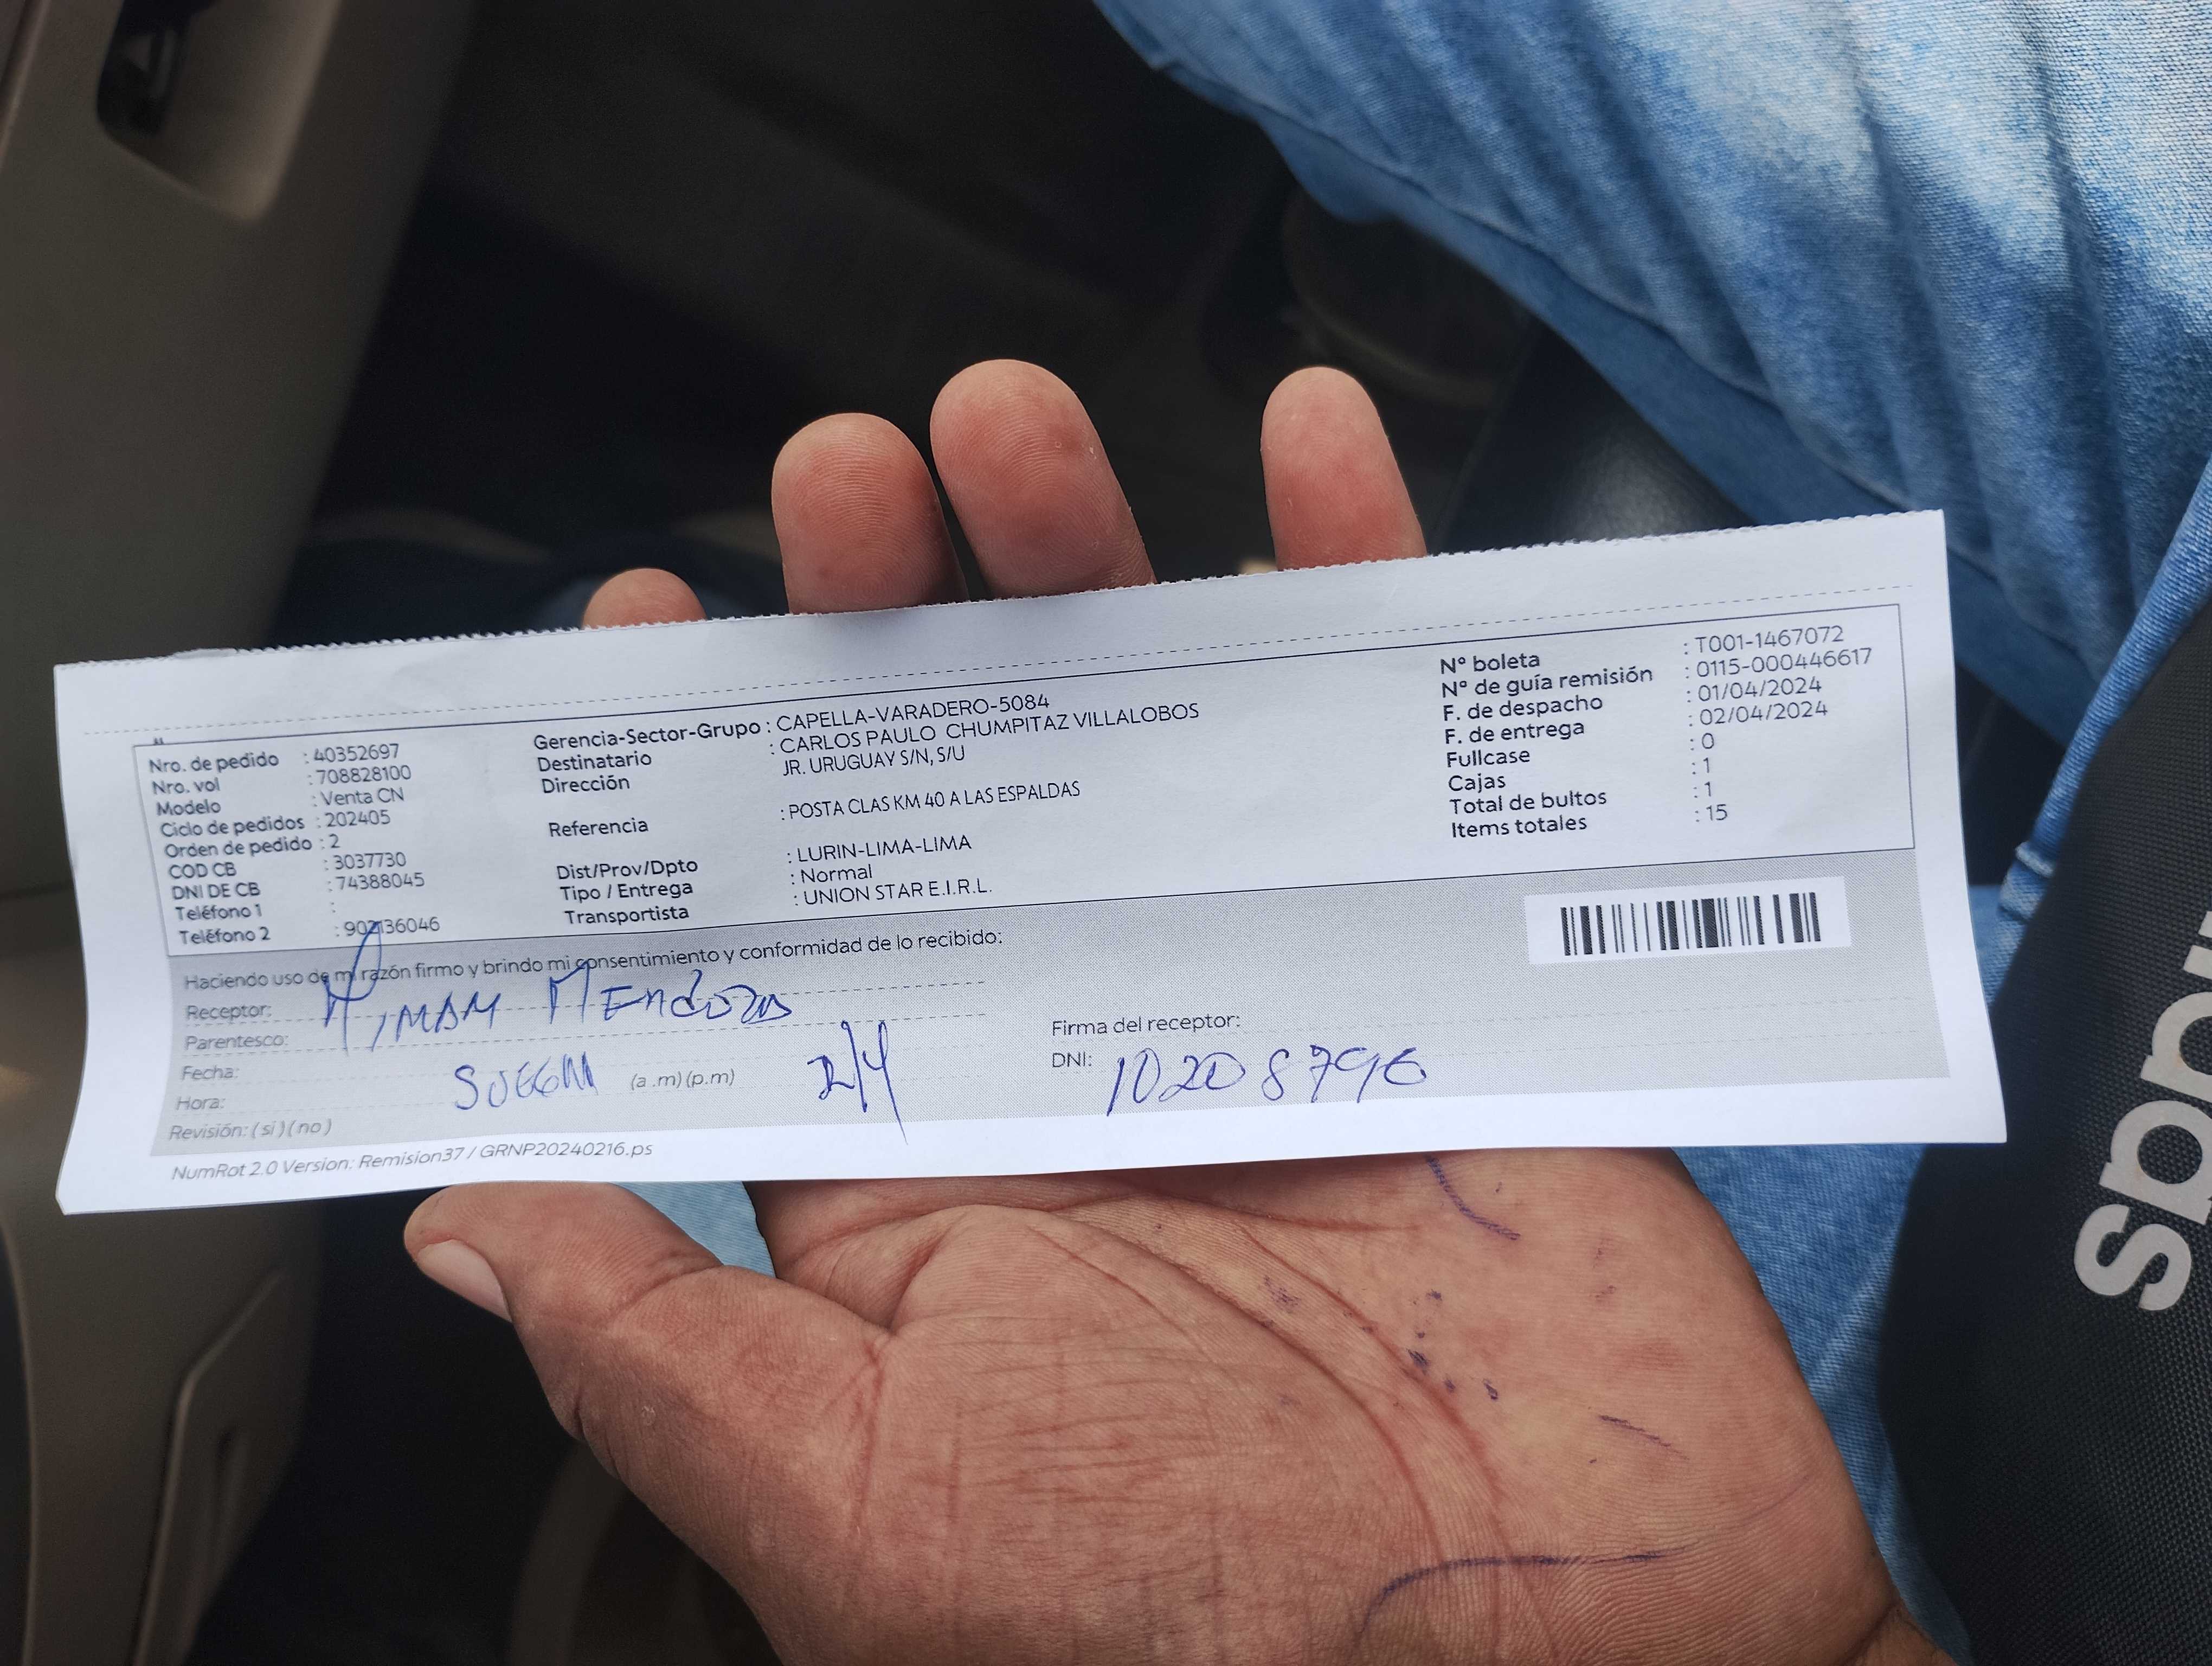 Nro. de pedido : 40352697
Nro. vol : 708828100
Modelo : Venta CN
Ciclo de pedidos : 202405
Orden de pedido : 2
COD CB : 3037730
DNI DE CB : 74388045
Teléfono 1 :
Teléfono 2 : 902136046
Gerencia-Sector-Grupo : CAPELLA-VARADERO-5084
Destinatario : CARLOS PAULO CHUMPITAZ VILLALOBOS
Dirección JR. URUGUAY S/N, S/U
Referencia : POSTA CLAS KM 40 A LAS ESPALDAS
Dist/Prov/Dpto : LURIN-LIMA-LIMA
Tipo / Entrega : Normal
Transportista : UNION STAR E.I.R.L.
N° boleta : T001-1467072
N° de guía remisión : 0115-000446617
F. de despacho : 01/04/2024
F. de entrega : 02/04/2024
Fullcase : 0
Cajas : 1
Total de bultos : 1
Items totales : 15
Haciendo uso de mi razón firmo y brindo mi consentimiento y conformidad de lo recibido:
Receptor: MENdoza
Parentesco:
Fecha: 2/4
Hora: (a.m)(p.m)
Revisión: (si)(no)
Firma del receptor:
DNI: 10208796
NumRot 2.0 Version: Remision37 / GRNP20240216.ps